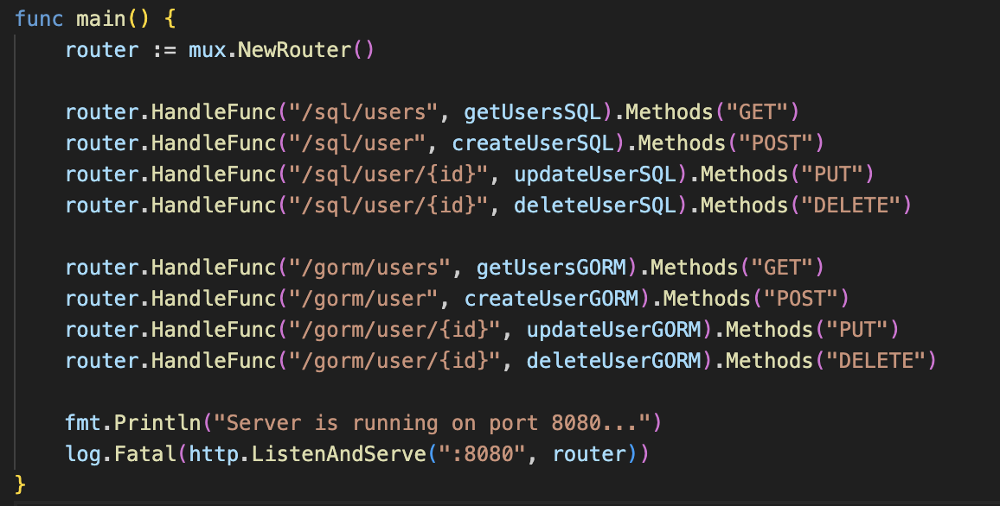 func main() {
    router := mux.NewRouter()

    router.HandleFunc("/sql/users", getUsersSQL).Methods("GET")
    router.HandleFunc("/sql/user", createUserSQL).Methods("POST")
    router.HandleFunc("/sql/user/{id}", updateUserSQL).Methods("PUT")
    router.HandleFunc("/sql/user/{id}", deleteUserSQL).Methods("DELETE")

    router.HandleFunc("/gorm/users", getUsersGORM).Methods("GET")
    router.HandleFunc("/gorm/user", createUserGORM).Methods("POST")
    router.HandleFunc("/gorm/user/{id}", updateUserGORM).Methods("PUT")
    router.HandleFunc("/gorm/user/{id}", deleteUserGORM).Methods("DELETE")

    fmt.Println("Server is running on port 8080...")
    log.Fatal(http.ListenAndServe(":8080", router))
}